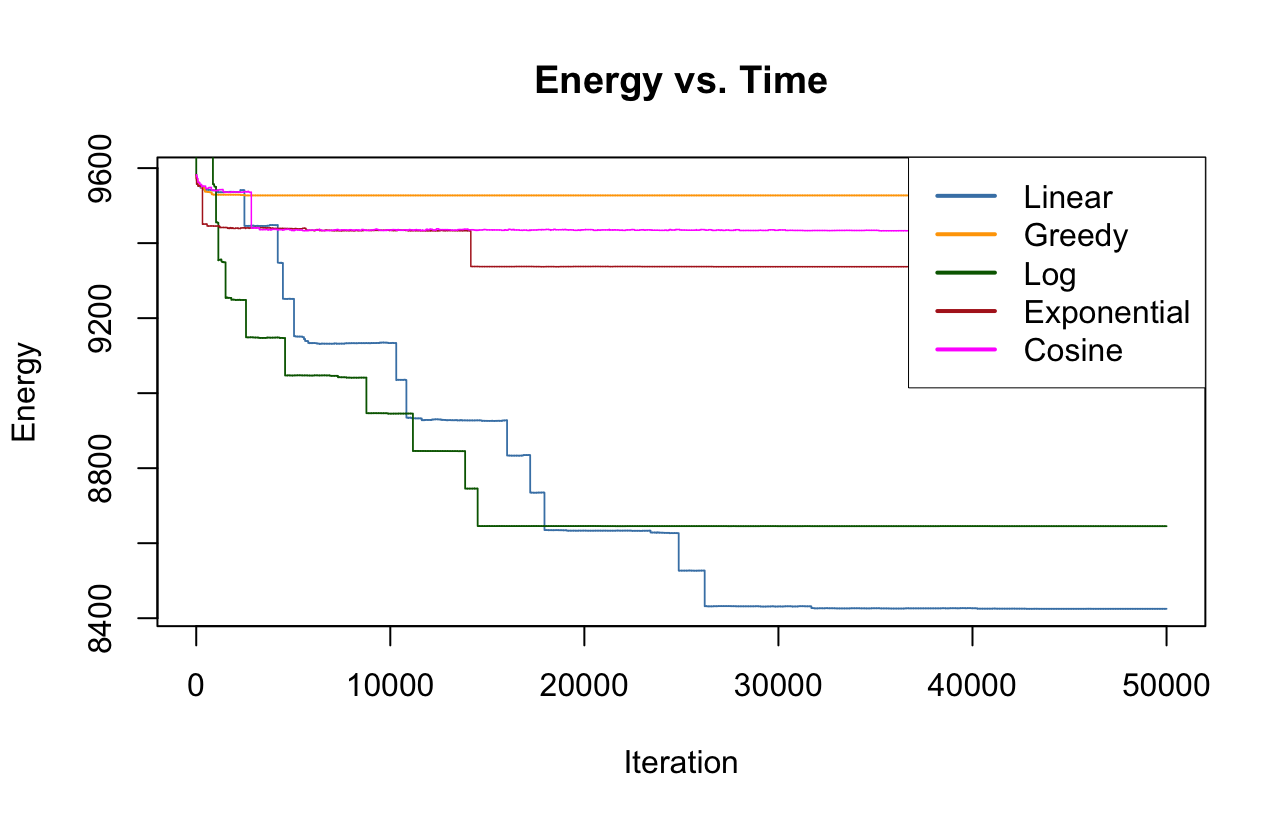 Energy vs. Time
Energy
9600
9200
8800
8400
0 10000 20000 30000 40000 50000
Iteration
Linear
Greedy
Log
Exponential
Cosine